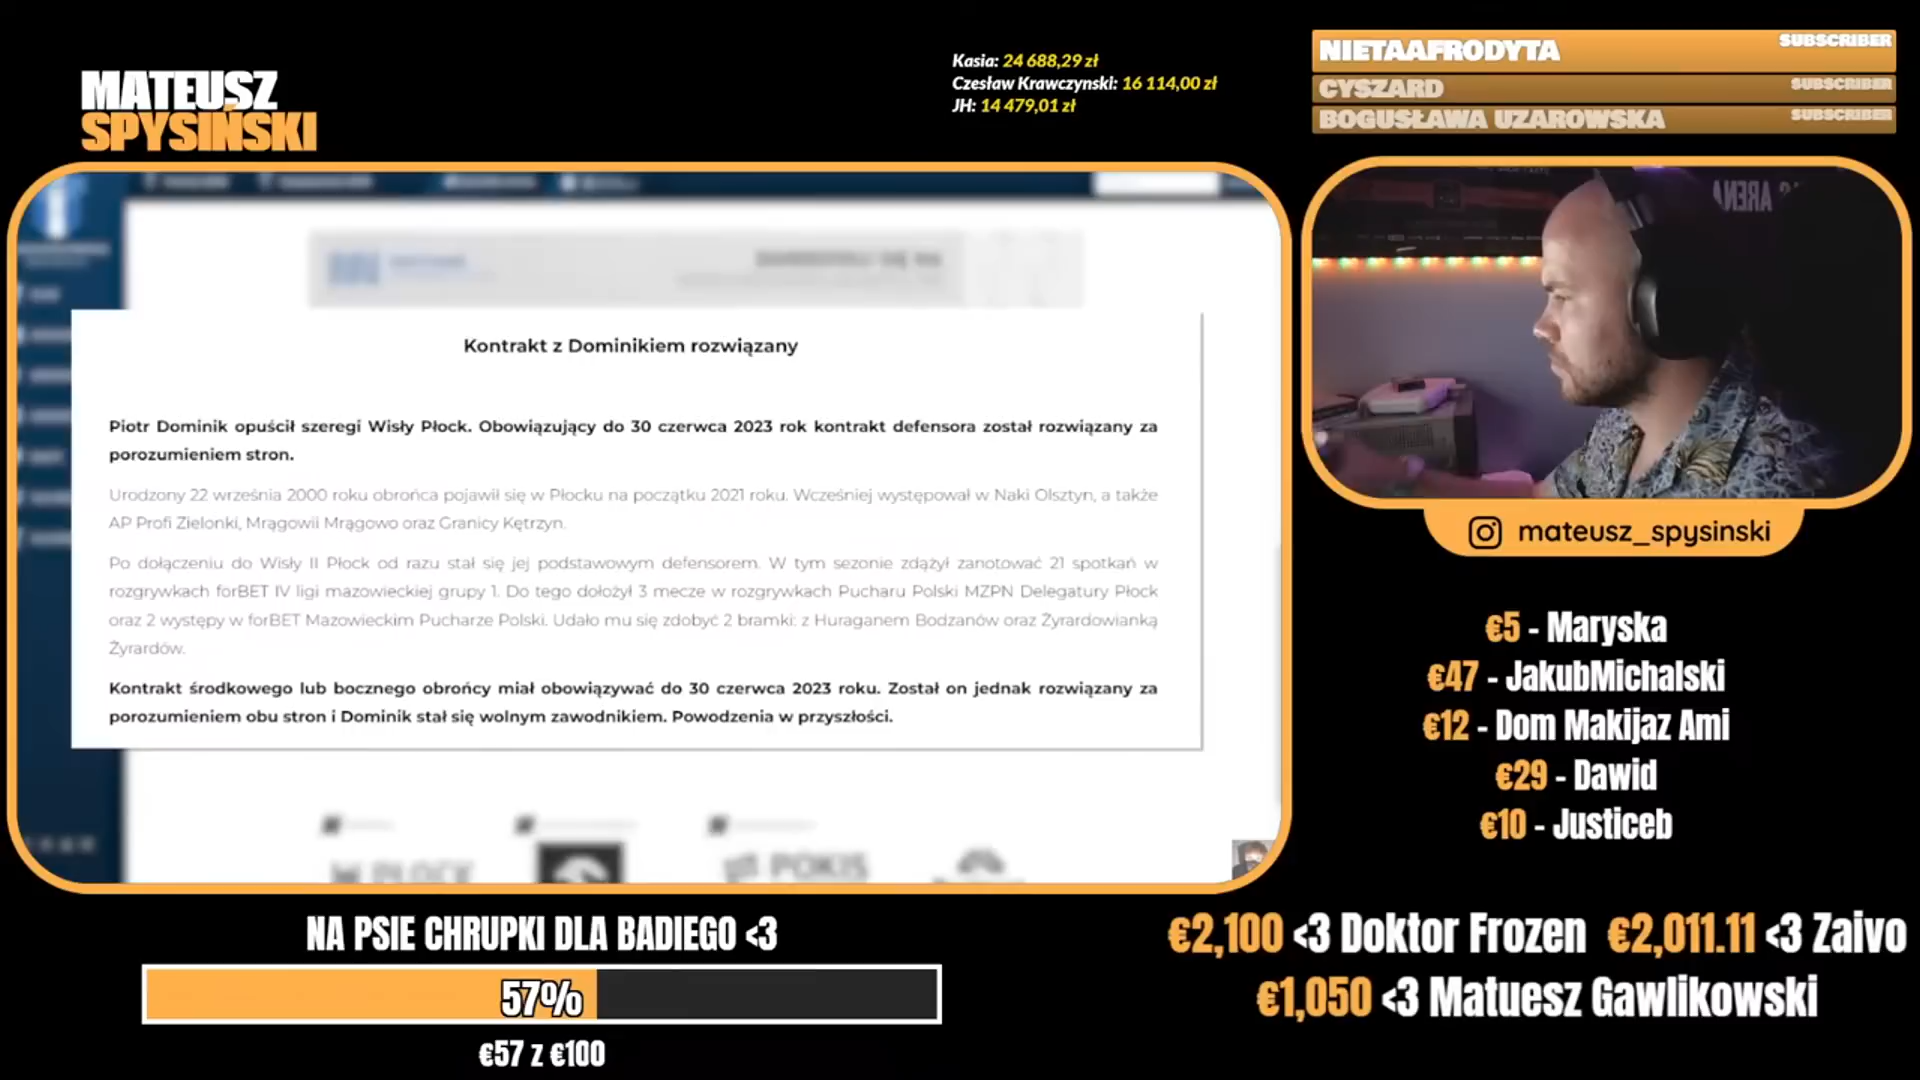 MATEUSZ
SPYSIŃSKI
Kasia: 24 688,29 zł
Czesław Krawczynski: 16 114,00 zł
JH: 14 479,01 zł
NIETAAFRODYTA SUBSCRIBER
CYSZARD SUBSCRIBER
BOGUSŁAWA UZAROWSKA SUBSCRIBER
Kontrakt z Dominikiem rozwiązany
Piotr Dominik opuścił szeregi Wisły Płock. Obowiązujący do 30 czerwca 2023 rok kontrakt defensora został rozwiązany za
porozumieniem stron.
Urodzony 22 września 2000 roku obrońca pojawił się w Płocku na początku 2021 roku. Wcześniej występował w Naki Olsztyn, a także
AP Profi Zielonki, Mrągowii Mrągowo oraz Granicy Kętrzyn.
Po dołączeniu do Wisły II Płock od razu stał się jej podstawowym defensorem. W tym sezonie zdążył zanotować 21 spotkań w
rozgrywkach forBET IV ligi mazowieckiej grupy 1. Do tego dołożył 3 mecze w rozgrywkach Pucharu Polski MZPN Delegatury Płock
oraz 2 występy w forBET Mazowieckim Pucharze Polski. Udało mu się zdobyć 2 bramki: z Huraganem Bodzanów oraz Żyrardowianką
Żyrardów.
Kontrakt środkowego lub bocznego obrońcy miał obowiązywać do 30 czerwca 2023 roku. Został on jednak rozwiązany za
porozumieniem obu stron i Dominik stał się wolnym zawodnikiem. Powodzenia w przyszłości.
PŁOCK
POKIS
ARENA
mateusz_spysinski
€5 - Maryska
€47 - JakubMichalski
€12 - Dom Makijaz Ami
€29 - Dawid
€10 - Justiceb
NA PSIE CHRUPKI DLA BADIEGO <3
57%
€57 z €100
€2,100 <3 Doktor Frozen €2,011.11 <3 Zaivo
€1,050 <3 Matuesz Gawlikowski